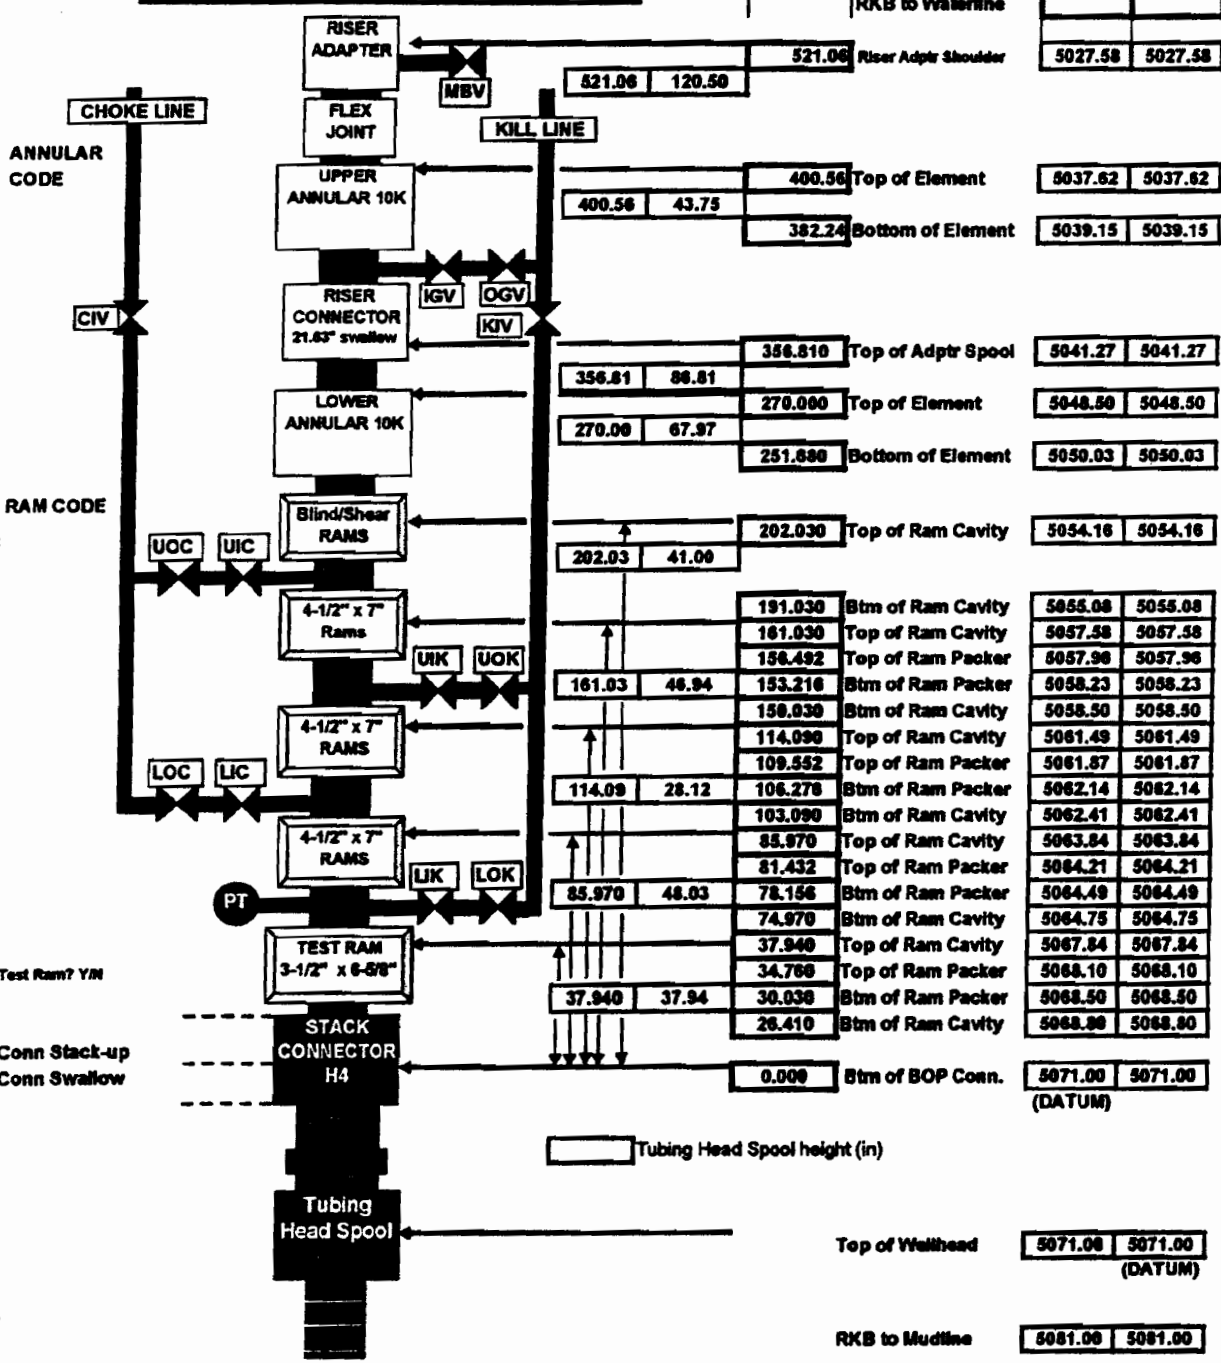 RKB to Waterline
RISER
ADAPTER
521.06 Riser Adptr Shoulder 5027.58 5027.58
MBV
521.06 120.50
CHOKE LINE
FLEX
JOINT
KILL LINE
ANNULAR
CODE
UPPER
ANNULAR 10K
400.56 Top of Element 5037.62 5037.62
400.56 43.75
382.24 Bottom of Element 5039.15 5039.15
IGV OGV
CIV
RISER
CONNECTOR
21.63" swallow
KIV
356.810 Top of Adptr Spool 5041.27 5041.27
356.81 86.81
LOWER
ANNULAR 10K
270.000 Top of Element 5048.50 5048.50
270.00 67.97
251.680 Bottom of Element 5050.03 5050.03
RAM CODE
Blind/Shear
RAMS
202.030 Top of Ram Cavity 5054.16 5054.16
UOC UIC
202.03 41.00
4-1/2" x 7"
Rams
191.030 Btm of Ram Cavity 5055.08 5055.08
161.030 Top of Ram Cavity 5057.58 5057.58
UIK UOK
156.492 Top of Ram Packer 5057.96 5057.96
161.03 46.94 153.216 Btm of Ram Packer 5058.23 5058.23
150.030 Btm of Ram Cavity 5058.50 5058.50
4-1/2" x 7"
RAMS
114.090 Top of Ram Cavity 5061.49 5061.49
109.552 Top of Ram Packer 5061.87 5061.87
LOC LIC
114.09 28.12 106.276 Btm of Ram Packer 5062.14 5062.14
103.090 Btm of Ram Cavity 5062.41 5062.41
4-1/2" x 7"
RAMS
85.970 Top of Ram Cavity 5063.84 5063.84
81.432 Top of Ram Packer 5064.21 5064.21
LIK LOK
PT
85.970 48.03 78.156 Btm of Ram Packer 5064.49 5064.49
74.970 Btm of Ram Cavity 5064.75 5064.75
TEST RAM
3-1/2" x 6-5/8"
37.940 Top of Ram Cavity 5067.84 5067.84
Test Ram? Y/N
34.760 Top of Ram Packer 5068.10 5068.10
37.940 37.94 30.030 Btm of Ram Packer 5068.50 5068.50
26.410 Btm of Ram Cavity 5068.80 5068.80
STACK
CONNECTOR
H4
Conn Stack-up
Conn Swallow
0.000 Btm of BOP Conn. 5071.00 5071.00
(DATUM)
Tubing Head Spool height (in)
Tubing
Head Spool
Top of Wellhead 5071.00 5071.00
(DATUM)
RKB to Mudline 5081.00 5081.00